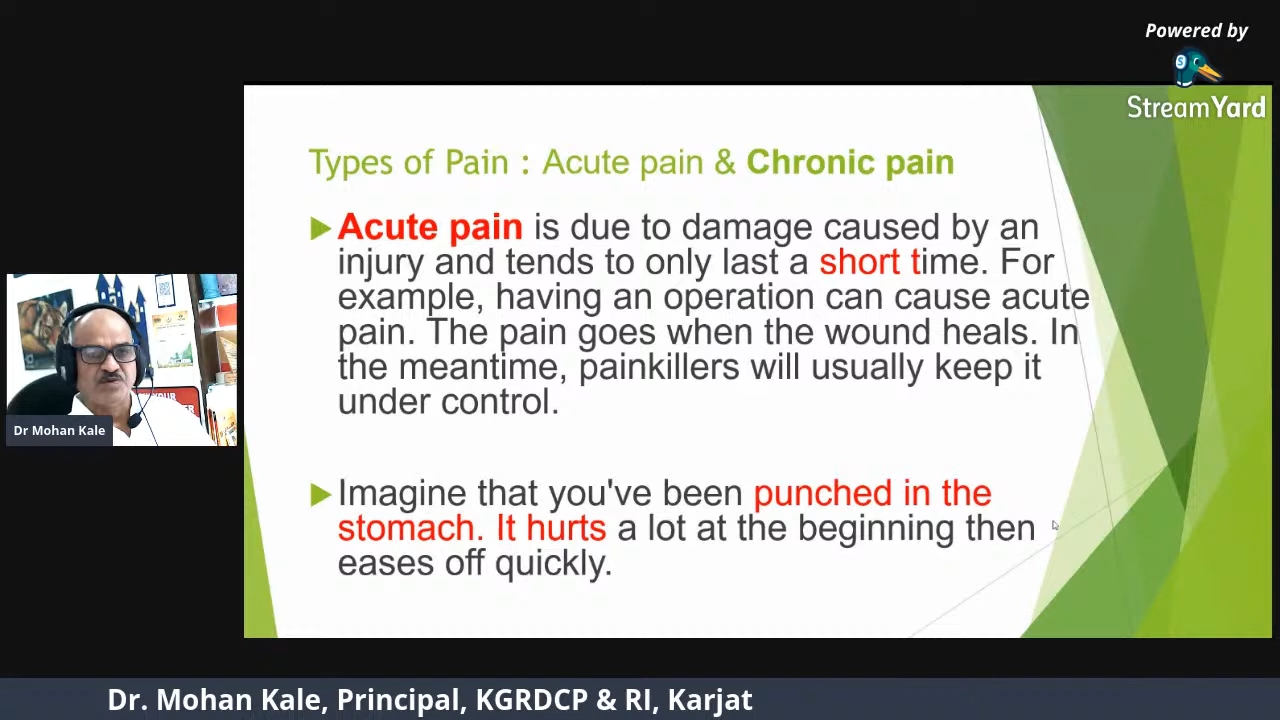 Powered by
StreamYard
Types of Pain : Acute pain & Chronic pain
Acute pain is due to damage caused by an
injury and tends to only last a short time. For
example, having an operation can cause acute
pain. The pain goes when the wound heals. In
the meantime, painkillers will usually keep it
under control.
Imagine that you've been punched in the
stomach. It hurts a lot at the beginning then
eases off quickly.
Dr Mohan Kale
Dr. Mohan Kale, Principal, KGRDCP & RI, Karjat